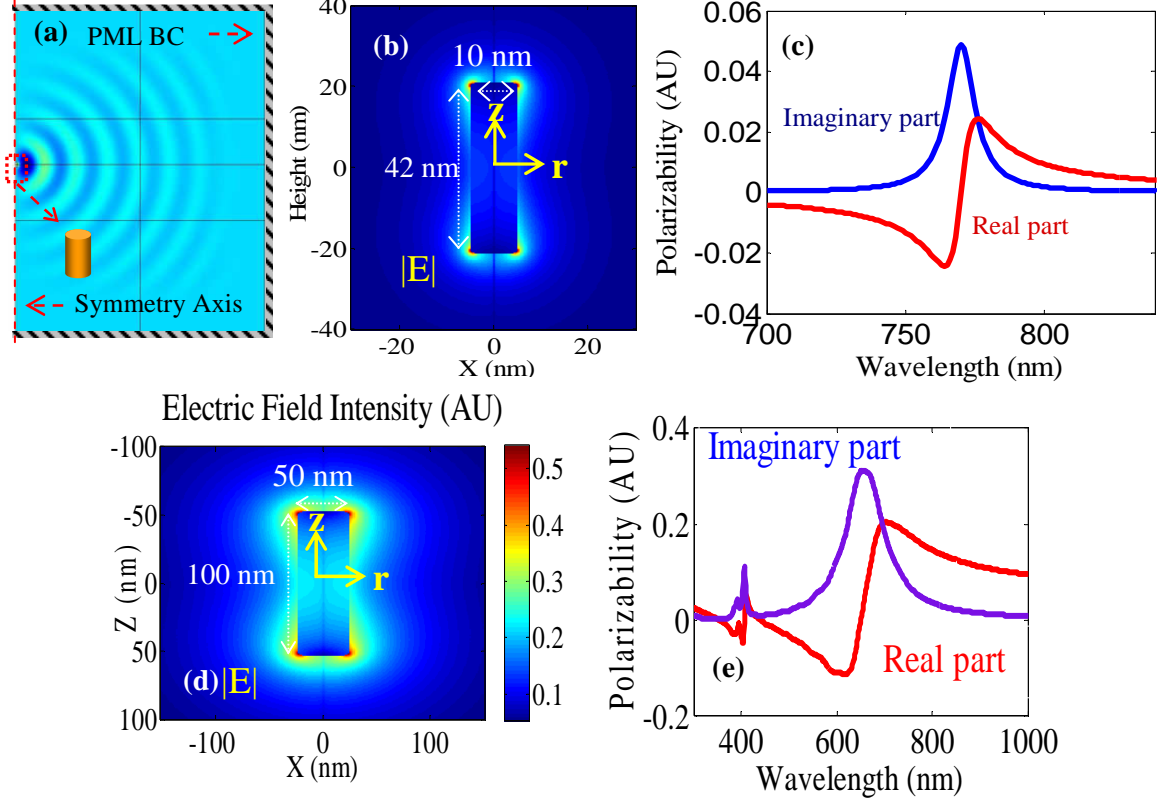 (a)
PML BC
Symmetry Axis
(b)
10 nm
z
r
42 nm
|E|
Height (nm)
40
20
0
-20
-40
-20
0
20
X (nm)
(c)
Polarizability (AU)
0.06
0.04
0.02
0
-0.02
-0.04
Imaginary part
Real part
700
750
800
Wavelength (nm)
Electric Field Intensity (AU)
50 nm
z
r
100 nm
(d)
|E|
Z (nm)
-100
-50
0
50
100
-100
0
100
X (nm)
0.5
0.4
0.3
0.2
0.1
Imaginary part
Real part
(e)
Polarizability (AU)
0.4
0.2
0
-0.2
400
600
800
1000
Wavelength (nm)